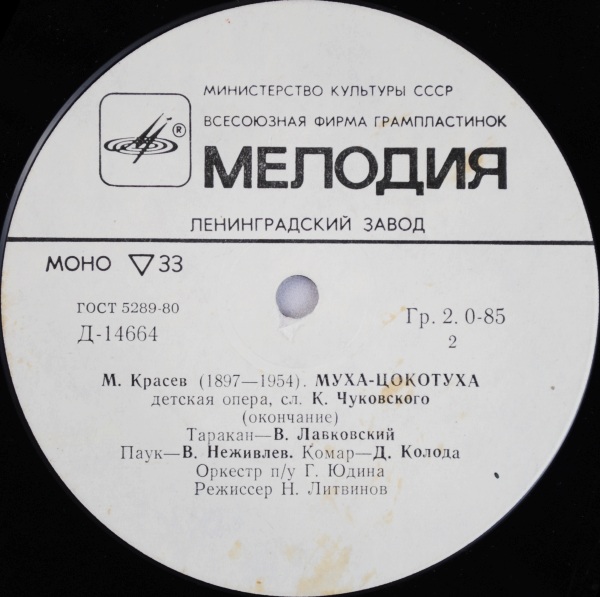 МИНИСТЕРСТВО КУЛЬТУРЫ СССР
ВСЕСОЮЗНАЯ ФИРМА ГРАМПЛАСТИНОК
®
МЕЛОДИЯ
ЛЕНИНГРАДСКИЙ ЗАВОД
МОНО ▽ 33
ГОСТ 5289-80
Д-14664
Гр. 2. 0-85
2
М. Красев (1897—1954). МУХА-ЦОКОТУХА
детская опера, сл. К. Чуковского
(окончание)
Таракан—В. Лабковский
Паук—В. Неживлев. Комар—Д. Колода
Оркестр п/у Г. Юдина
Режиссер Н. Литвинов